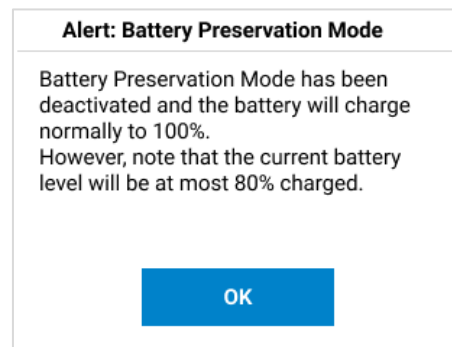 Alert: Battery Preservation Mode
Battery Preservation Mode has been
deactivated and the battery will charge
normally to 100%.
However, note that the current battery
level will be at most 80% charged.
OK